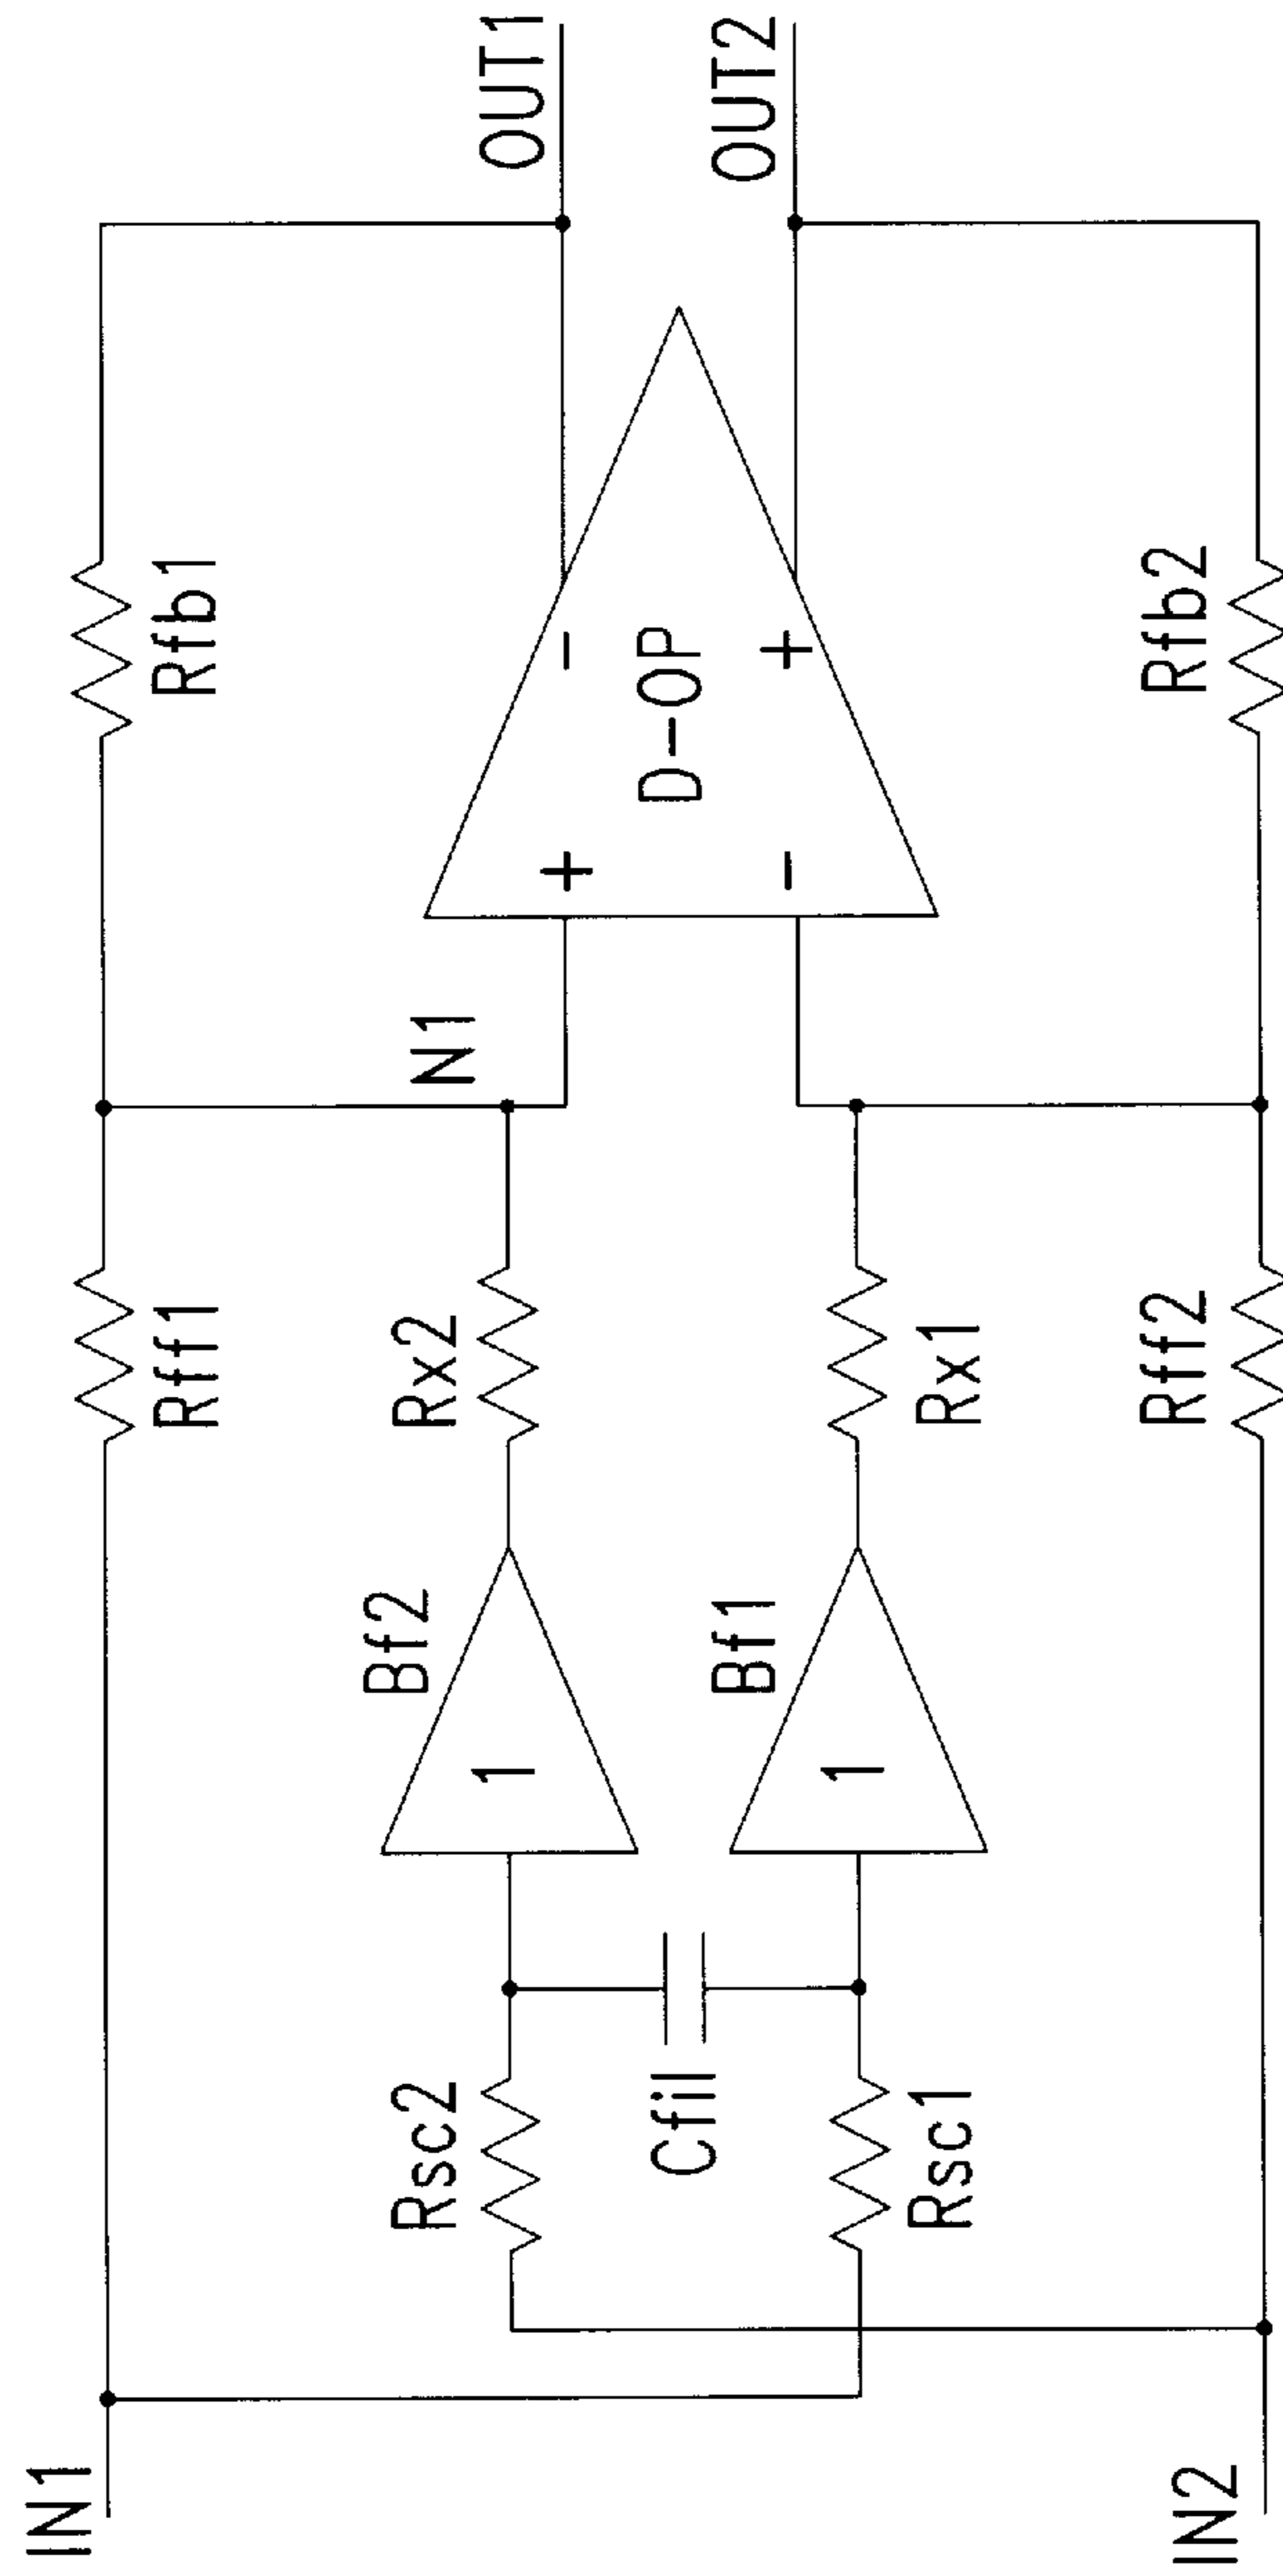 IN1
Rff1
Rfb1
OUT1
N1
Rsc2
Bf2
1
Rx2
+
-
D-OP
Cfil
-
+
OUT2
Bf1
1
Rsc1
Rx1
Rff2
Rfb2
IN2